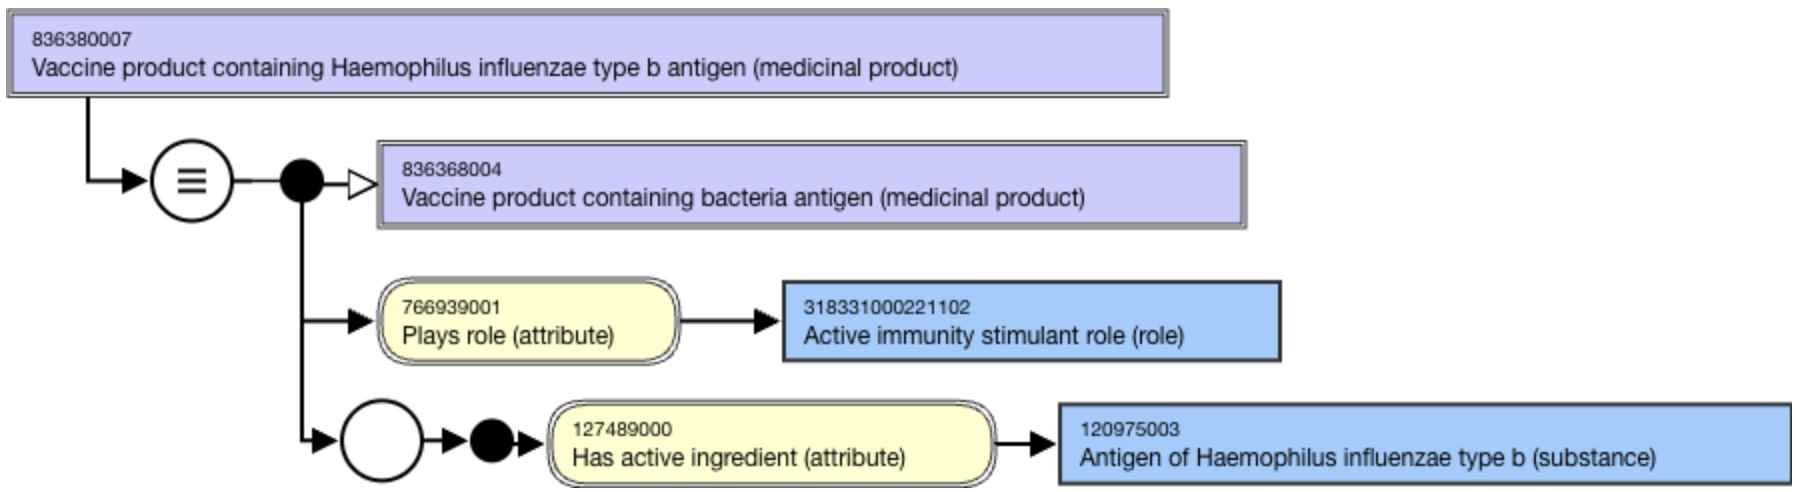 836380007
Vaccine product containing Haemophilus influenzae type b antigen (medicinal product)
836368004
Vaccine product containing bacteria antigen (medicinal product)
766939001
Plays role (attribute)
318331000221102
Active immunity stimulant role (role)
127489000
Has active ingredient (attribute)
120975003
Antigen of Haemophilus influenzae type b (substance)